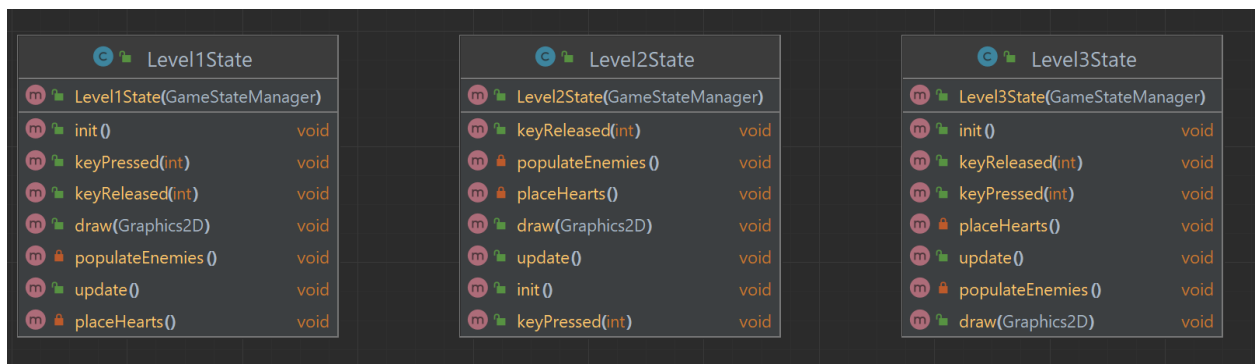 Level1State
Level1State(GameStateManager)
init() void
keyPressed(int) void
keyReleased(int) void
draw(Graphics2D) void
populateEnemies() void
update() void
placeHearts() void
Level2State
Level2State(GameStateManager)
keyReleased(int) void
populateEnemies() void
placeHearts() void
draw(Graphics2D) void
update() void
init() void
keyPressed(int) void
Level3State
Level3State(GameStateManager)
init() void
keyReleased(int) void
keyPressed(int) void
placeHearts() void
update() void
populateEnemies() void
draw(Graphics2D) void